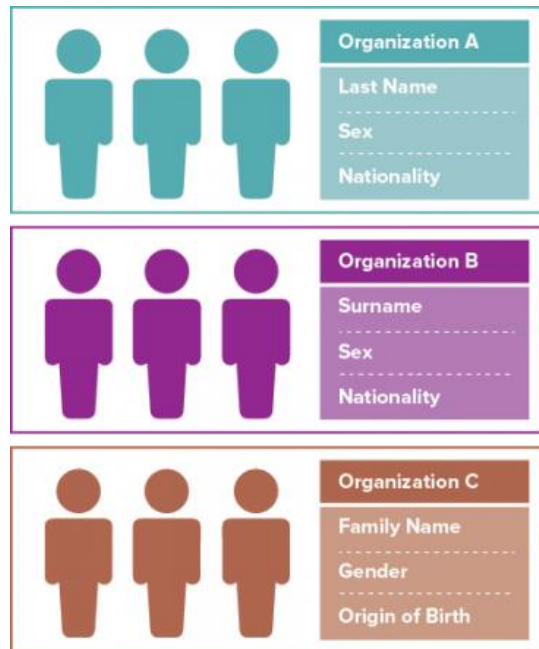 Organization A
Last Name
Sex
Nationality
Organization B
Surname
Sex
Nationality
Organization C
Family Name
Gender
Origin of Birth